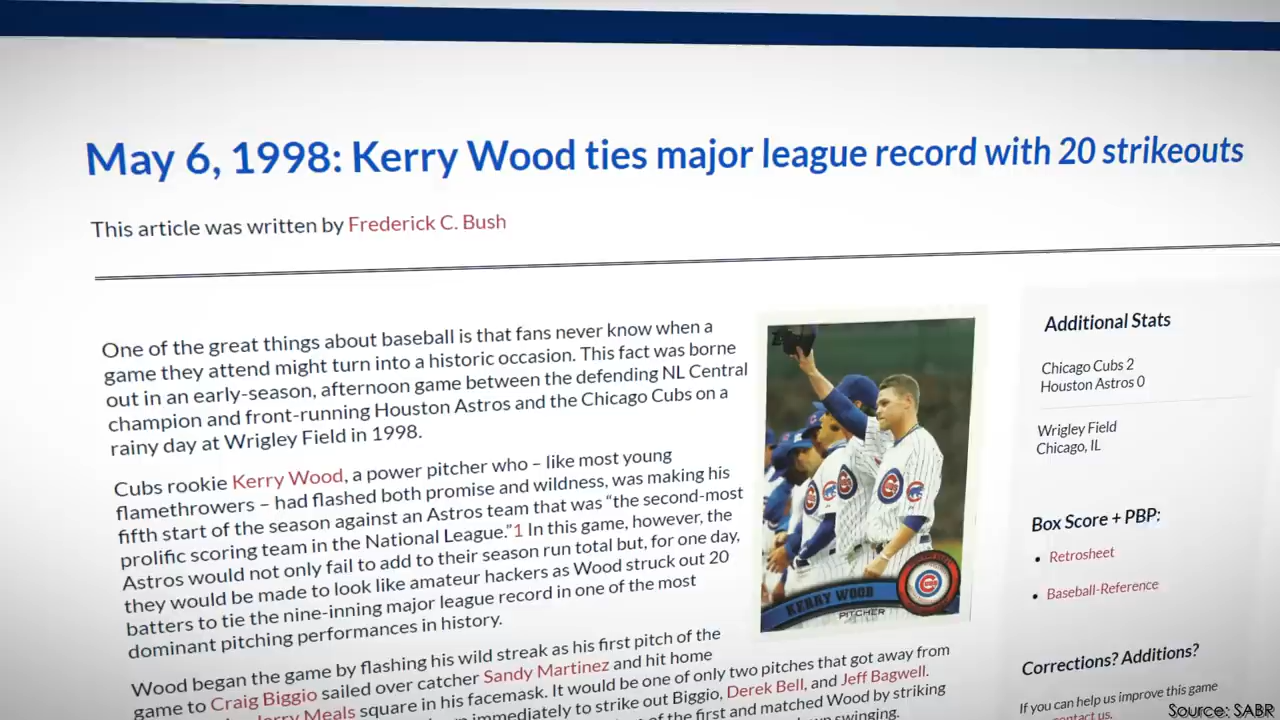 May 6, 1998: Kerry Wood ties major league record with 20 strikeouts
This article was written by Frederick C. Bush
One of the great things about baseball is that fans never know when a
game they attend might turn into a historic occasion. This fact was borne
out in an early-season, afternoon game between the defending NL Central
champion and front-running Houston Astros and the Chicago Cubs on a
rainy day at Wrigley Field in 1998.
Cubs rookie Kerry Wood, a power pitcher who – like most young
flamethrowers – had flashed both promise and wildness, was making his
fifth start of the season against an Astros team that was “the second-most
prolific scoring team in the National League.”1 In this game, however, the
Astros would not only fail to add to their season run total but, for one day,
they would be made to look like amateur hackers as Wood struck out 20
batters to tie the nine-inning major league record in one of the most
dominant pitching performances in history.
Wood began the game by flashing his wild streak as his first pitch of the
game to Craig Biggio sailed over catcher Sandy Martinez and hit home
Jerry Meals square in his facemask. It would be one of only two pitches that got away from
immediately to strike out Biggio, Derek Bell, and Jeff Bagwell.
of the first and matched Wood by striking
swinging.
KERRY WOOD
PITCHER
Additional Stats
Chicago Cubs 2
Houston Astros 0
Wrigley Field
Chicago, IL
Box Score + PBP:
• Retrosheet
• Baseball-Reference
Corrections? Additions?
If you can help us improve this game
contact us.
Source: SABR